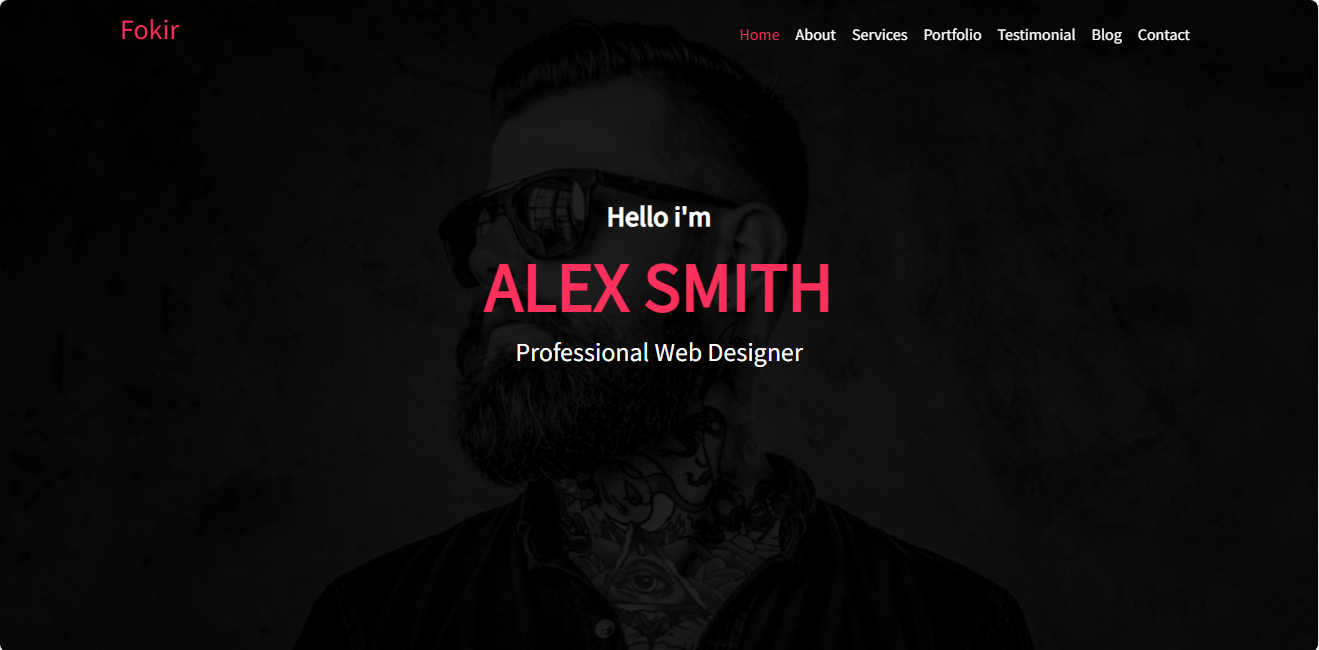 Fokir
Home About Services Portfolio Testimonial Blog Contact
Hello i'm
ALEX SMITH
Professional Web Designer